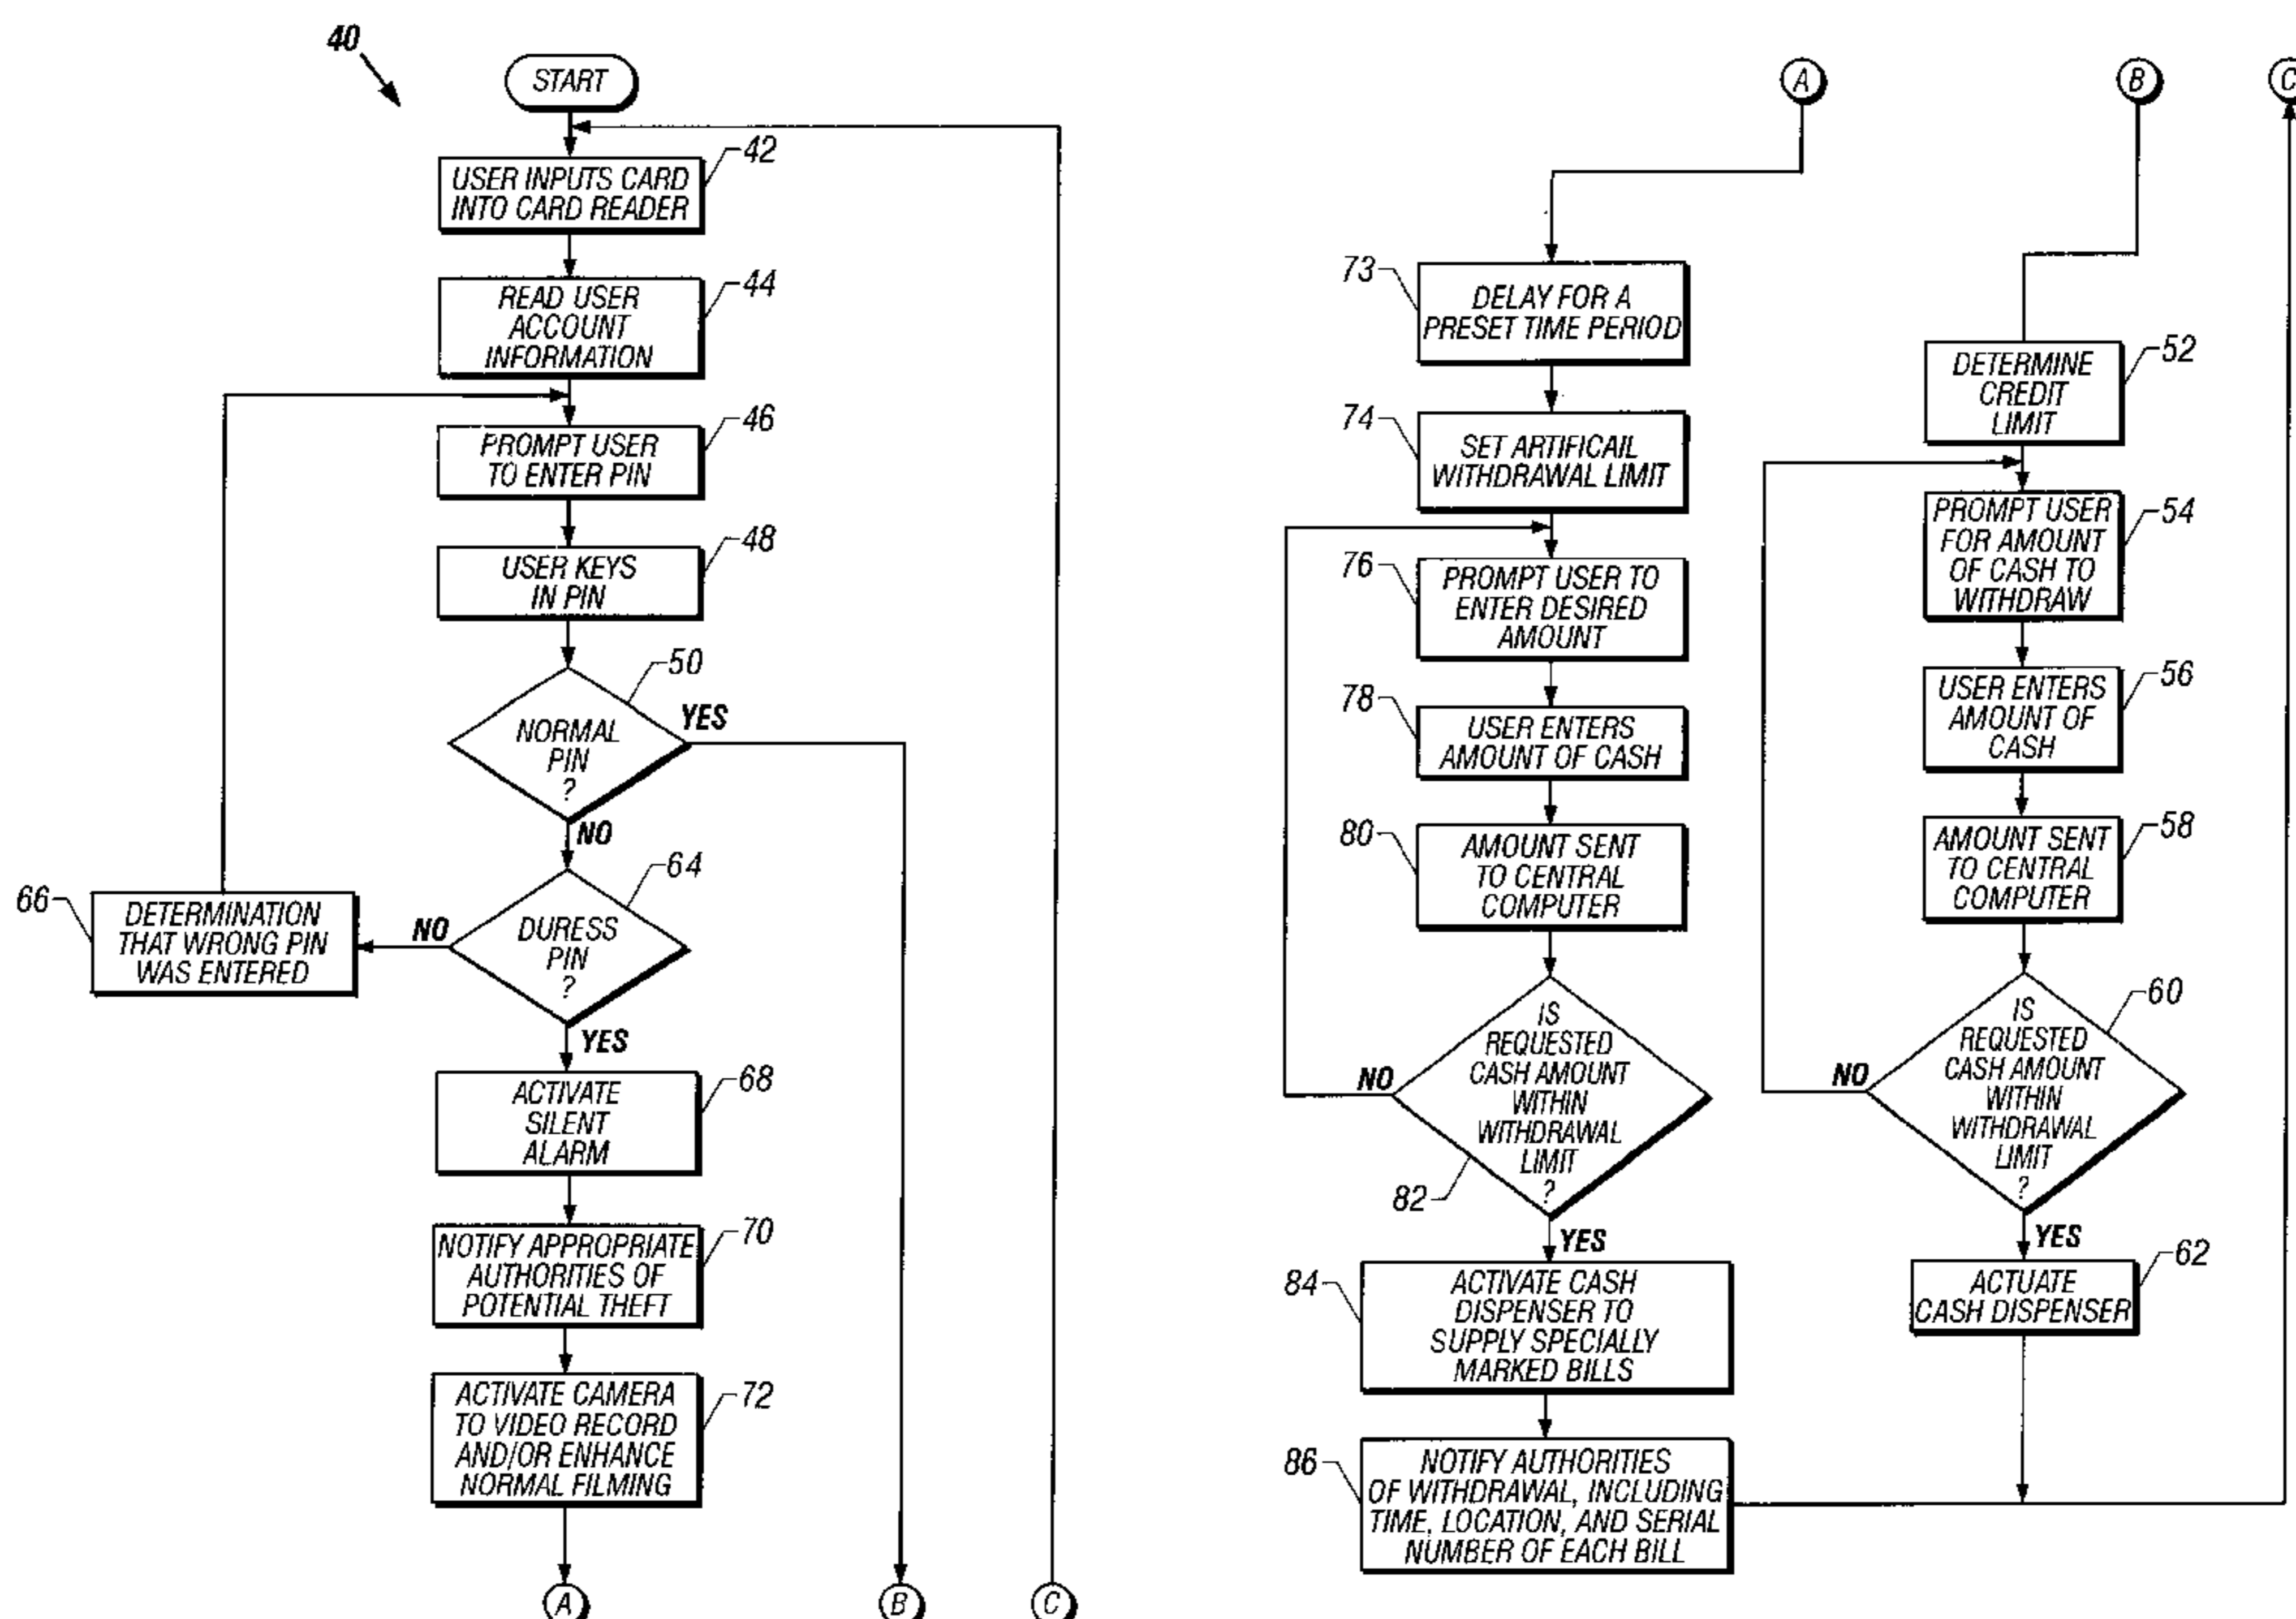 40
START
42
USER INPUTS CARD
INTO CARD READER
44
READ USER
ACCOUNT
INFORMATION
46
PROMPT USER
TO ENTER PIN
48
USER KEYS
IN PIN
50
NORMAL
PIN
?
YES
NO
64
DURESS
PIN
?
NO
66
DETERMINATION
THAT WRONG PIN
WAS ENTERED
YES
68
ACTIVATE
SILENT
ALARM
70
NOTIFY APPROPRIATE
AUTHORITIES OF
POTENTIAL THEFT
72
ACTIVATE CAMERA
TO VIDEO RECORD
AND/OR ENHANCE
NORMAL FILMING
A
B
C
A
B
C
73
DELAY FOR A
PRESET TIME PERIOD
74
SET ARTIFICAIL
WITHDRAWAL LIMIT
76
PROMPT USER TO
ENTER DESIRED
AMOUNT
78
USER ENTERS
AMOUNT OF CASH
80
AMOUNT SENT
TO CENTRAL
COMPUTER
IS
REQUESTED
CASH AMOUNT
WITHIN
WITHDRAWAL
LIMIT
?
NO
82
YES
84
ACTIVATE CASH
DISPENSER TO
SUPPLY SPECIALLY
MARKED BILLS
86
NOTIFY AUTHORITIES
OF WITHDRAWAL, INCLUDING
TIME, LOCATION, AND SERIAL
NUMBER OF EACH BILL
52
DETERMINE
CREDIT
LIMIT
54
PROMPT USER
FOR AMOUNT
OF CASH TO
WITHDRAW
56
USER ENTERS
AMOUNT OF
CASH
58
AMOUNT SENT
TO CENTRAL
COMPUTER
60
IS
REQUESTED
CASH AMOUNT
WITHIN
WITHDRAWAL
LIMIT
?
NO
YES
62
ACTUATE
CASH DISPENSER